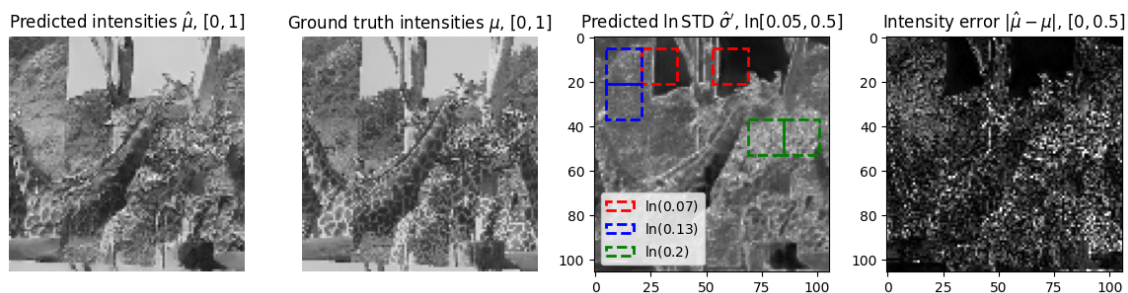 Predicted intensities μ̂, [0, 1]
Ground truth intensities μ, [0, 1]
Predicted ln STD σ̂′, ln[0.05, 0.5]
Intensity error |μ̂ − μ|, [0, 0.5]
0
20
40
60
80
100
0 25 50 75 100
ln(0.07)
ln(0.13)
ln(0.2)
0
20
40
60
80
100
0 25 50 75 100